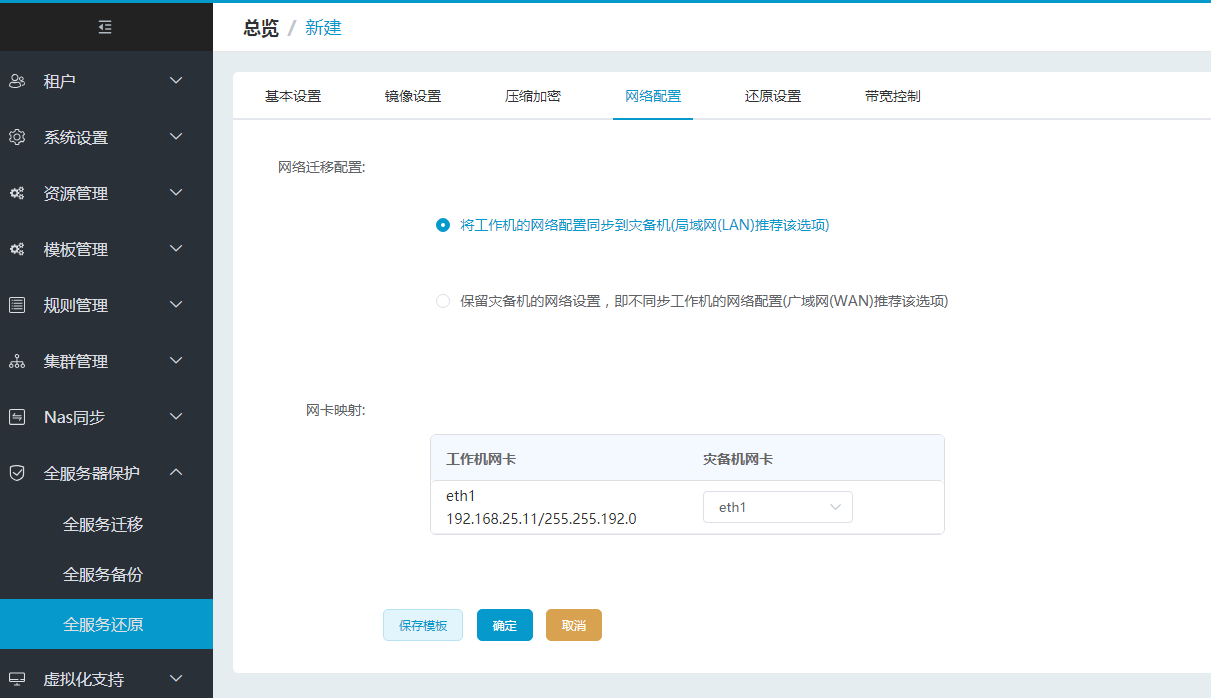 总览 / 新建
租户
系统设置
资源管理
模板管理
规则管理
集群管理
Nas同步
全服务器保护
全服务迁移
全服务备份
全服务还原
虚拟化支持
基本设置 镜像设置 压缩加密 网络配置 还原设置 带宽控制
网络迁移配置:
将工作机的网络配置同步到灾备机(局域网(LAN)推荐该选项)
保留灾备机的网络设置，即不同步工作机的网络配置(广域网(WAN)推荐该选项)
网卡映射:
工作机网卡 灾备机网卡
eth1
192.168.25.11/255.255.192.0
eth1
保存模板 确定 取消